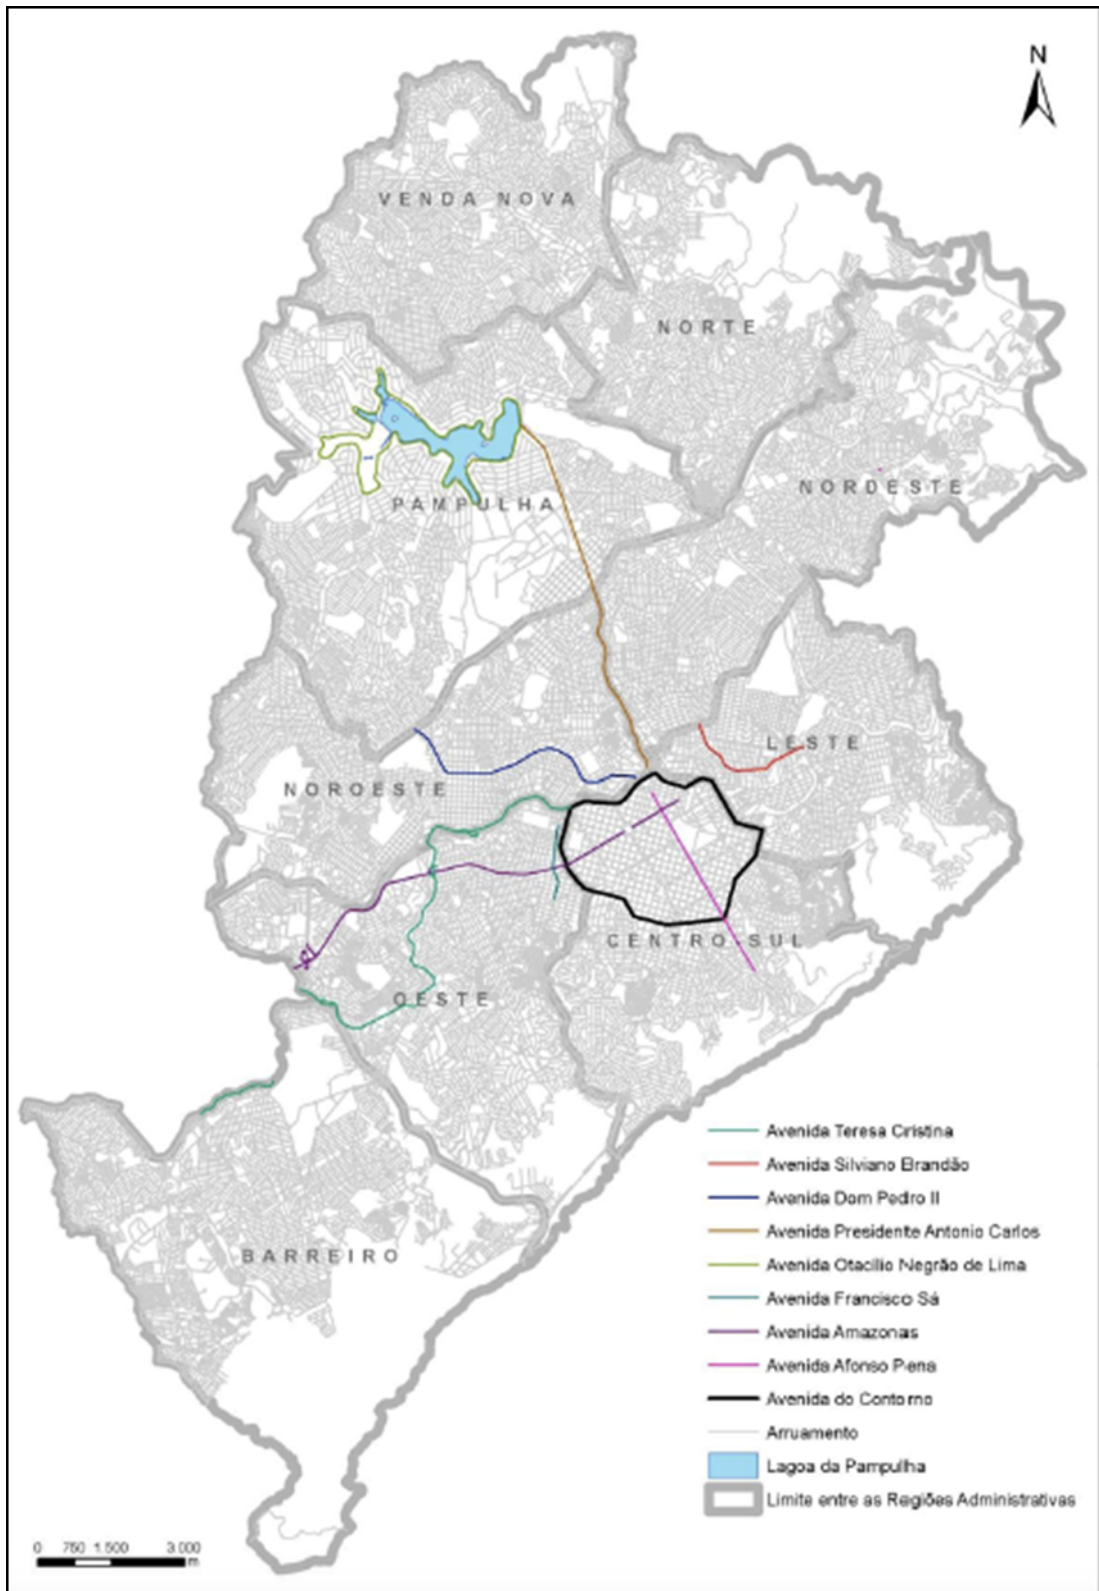 N
VENDA NOVA
NORTE
NORDESTE
PAMPULHA
LESTE
NOROESTE
CENTRO-SUL
OESTE
BARREIRO
Avenida Teresa Cristina
Avenida Silviano Brandão
Avenida Dom Pedro II
Avenida Presidente Antonio Carlos
Avenida Otacílio Negrão de Lima
Avenida Francisco Sá
Avenida Amazonas
Avenida Afonso Pena
Avenida do Contorno
Arruamento
Lagoa da Pampulha
Limite entre as Regiões Administrativas
0 750 1.500 3.000
m